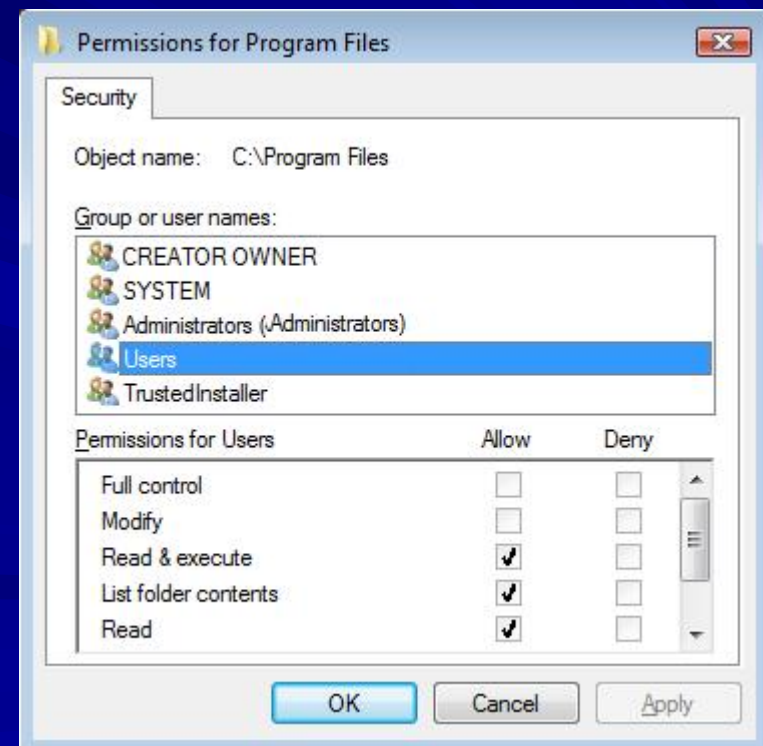 Permissions for Program Files
Security
Object name: C:\Program Files
Group or user names:
CREATOR OWNER
SYSTEM
Administrators (.Administrators)
Users
TrustedInstaller
Permissions for Users Allow Deny
Full control
Modify
Read & execute
List folder contents
Read
OK Cancel Apply